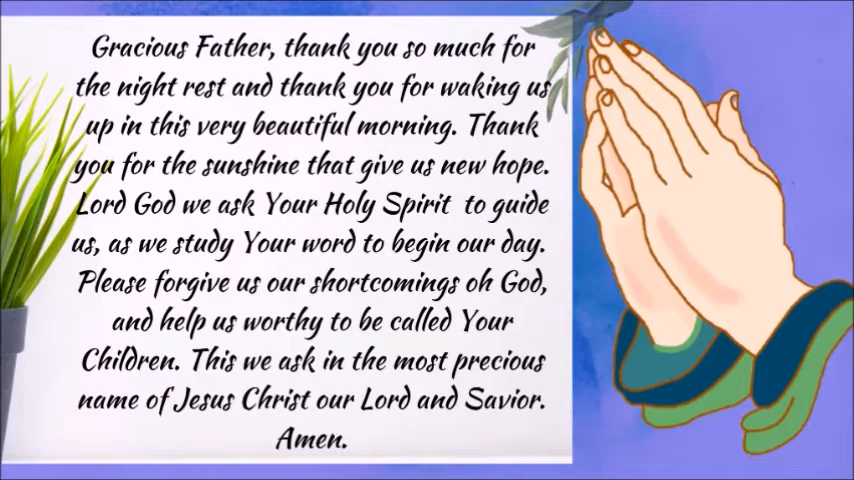 Gracious Father, thank you so much for
the night rest and thank you for waking us
up in this very beautiful morning. Thank
you for the sunshine that give us new hope.
Lord God we ask Your Holy Spirit to guide
us, as we study Your word to begin our day.
Please forgive us our shortcomings oh God,
and help us worthy to be called Your
Children. This we ask in the most precious
name of Jesus Christ our Lord and Savior.
Amen.